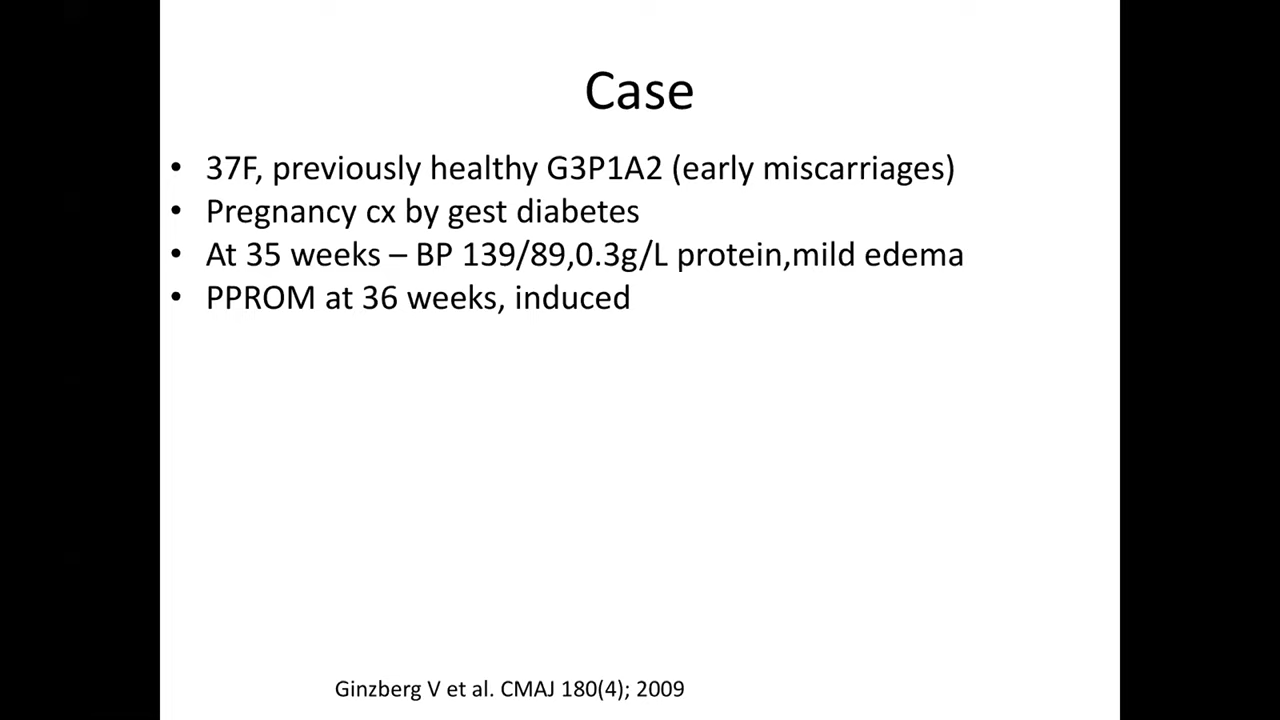 Case
• 37F, previously healthy G3P1A2 (early miscarriages)
• Pregnancy cx by gest diabetes
• At 35 weeks – BP 139/89,0.3g/L protein,mild edema
• PPROM at 36 weeks, induced
Ginzberg V et al. CMAJ 180(4); 2009